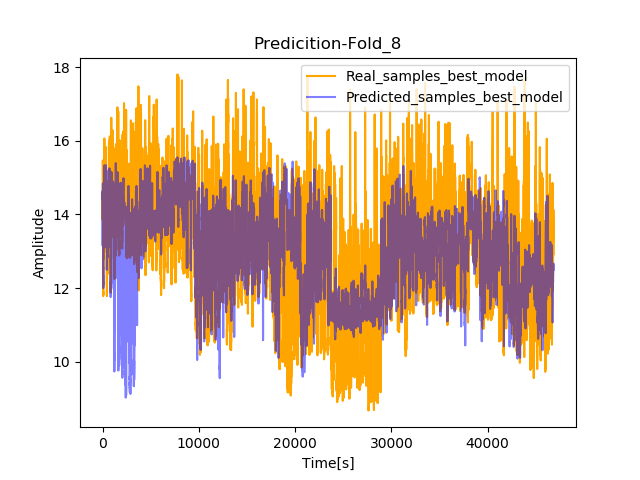 Predicition-Fold_8
Real_samples_best_model
Predicted_samples_best_model
18
16
14
12
10
Amplitude
0
10000
20000
30000
40000
Time[s]